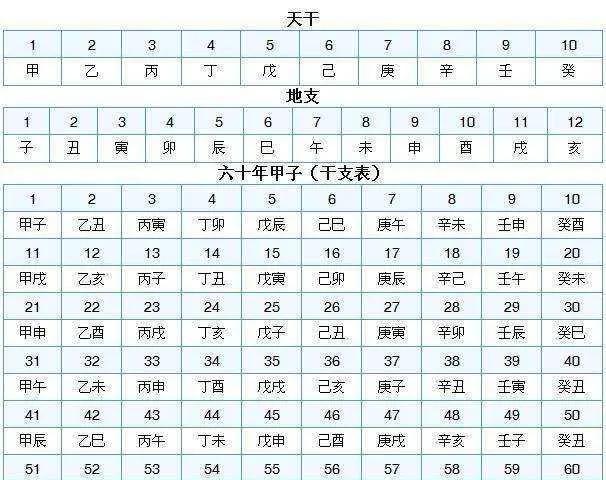 天干
1 2 3 4 5 6 7 8 9 10
甲 乙 丙 丁 戊 己 庚 辛 壬 癸
地支
1 2 3 4 5 6 7 8 9 10 11 12
子 丑 寅 卯 辰 巳 午 未 申 酉 戌 亥
六十年甲子（干支表）
1 2 3 4 5 6 7 8 9 10
甲子 乙丑 丙寅 丁卯 戊辰 己巳 庚午 辛未 壬申 癸酉
11 12 13 14 15 16 17 18 19 20
甲戌 乙亥 丙子 丁丑 戊寅 己卯 庚辰 辛己 壬午 癸未
21 22 23 24 25 26 27 28 29 30
甲申 乙酉 丙戌 丁亥 戊子 己丑 庚寅 辛卯 壬辰 癸巳
31 32 33 34 35 36 37 38 39 40
甲午 乙未 丙申 丁酉 戊戌 己亥 庚子 辛丑 壬寅 癸丑
41 42 43 44 45 46 47 48 49 50
甲辰 乙巳 丙午 丁未 戊申 己酉 庚戌 辛亥 壬子 癸丑
51 52 53 54 55 56 57 58 59 60